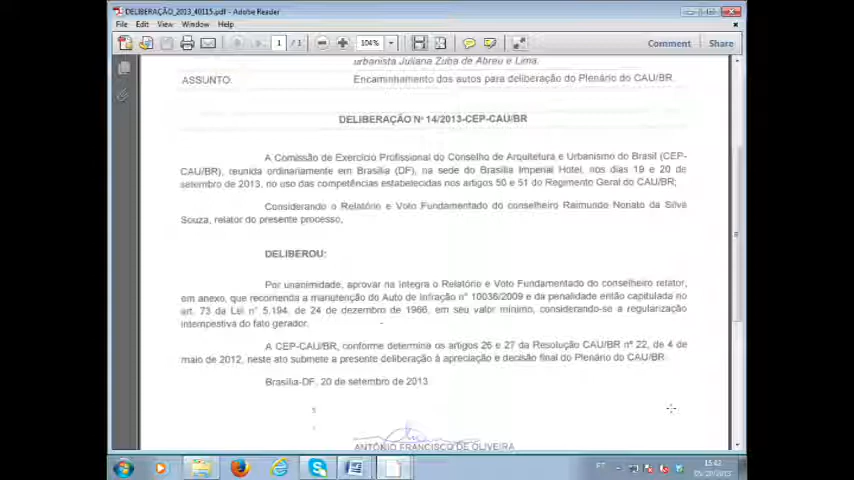 DELIBERAÇÃO_2013_40115.pdf - Adobe Reader
File Edit View Window Help
1 / 1 104% Comment Share
urbanista Juliana Zuba de Abreu e Lima.
ASSUNTO: Encaminhamento dos autos para deliberação do Plenário do CAU/BR.
DELIBERAÇÃO Nº 14/2013-CEP-CAU/BR
A Comissão de Exercício Profissional do Conselho de Arquitetura e Urbanismo do Brasil (CEP-
CAU/BR), reunida ordinariamente em Brasília (DF), na sede do Brasília Imperial Hotel, nos dias 19 e 20 de
setembro de 2013, no uso das competências estabelecidas nos artigos 50 e 51 do Regimento Geral do CAU/BR;
Considerando o Relatório e Voto Fundamentado do conselheiro Raimundo Nonato da Silva
Souza, relator do presente processo,
DELIBEROU:
Por unanimidade, aprovar na íntegra o Relatório e Voto Fundamentado do conselheiro relator,
em anexo, que recomenda a manutenção do Auto de Infração n° 10036/2009 e da penalidade então capitulada no
art. 73 da Lei n° 5.194, de 24 de dezembro de 1966, em seu valor mínimo, considerando-se a regularização
intempestiva do fato gerador.
A CEP-CAU/BR, conforme determina os artigos 26 e 27 da Resolução CAU/BR nº 22, de 4 de
maio de 2012, neste ato submete a presente deliberação à apreciação e decisão final do Plenário do CAU/BR.
Brasília-DF, 20 de setembro de 2013
ANTÔNIO FRANCISCO DE OLIVEIRA
PT 15:42